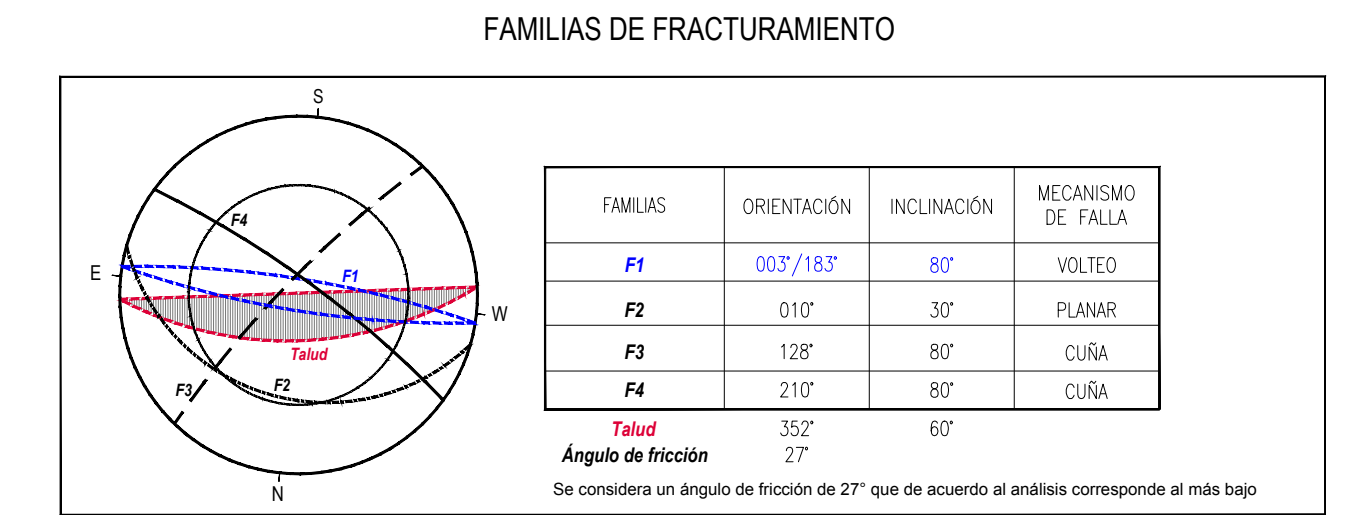 FAMILIAS DE FRACTURAMIENTO
S
E
W
N
F4
F1
Talud
F3
F2
FAMILIAS ORIENTACIÓN INCLINACIÓN MECANISMO DE FALLA
F1 003°/183° 80° VOLTEO
F2 010° 30° PLANAR
F3 128° 80° CUÑA
F4 210° 80° CUÑA
Talud 352° 60°
Ángulo de fricción 27°
Se considera un ángulo de fricción de 27° que de acuerdo al análisis corresponde al más bajo